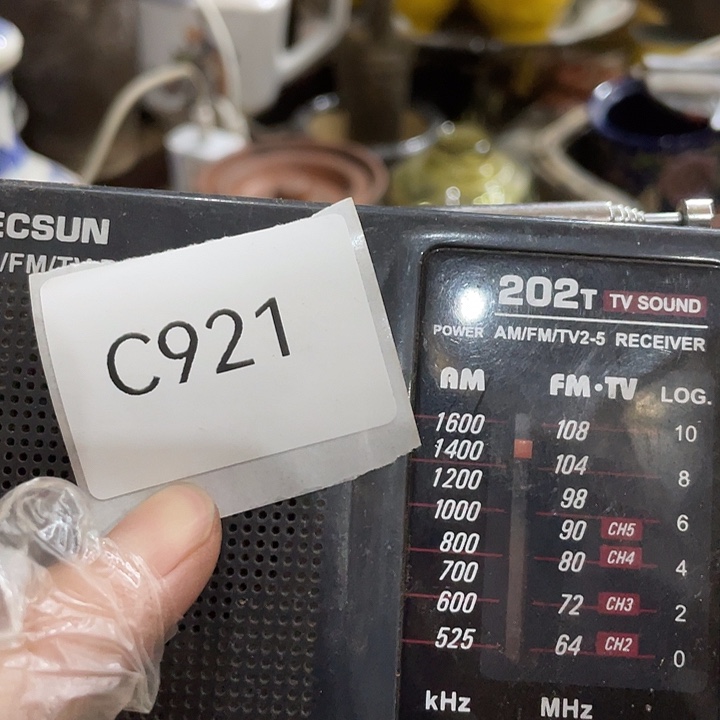 ECSUN
/FM/TV
C921
202T TV SOUND
POWER AM/FM/TV2-5 RECEIVER
AM FM•TV LOG.
1600 108 10
1400 104 8
1200 98
1000 90 CH5 6
800 80 CH4 4
700
600 72 CH3 2
525 64 CH2 0
kHz MHz